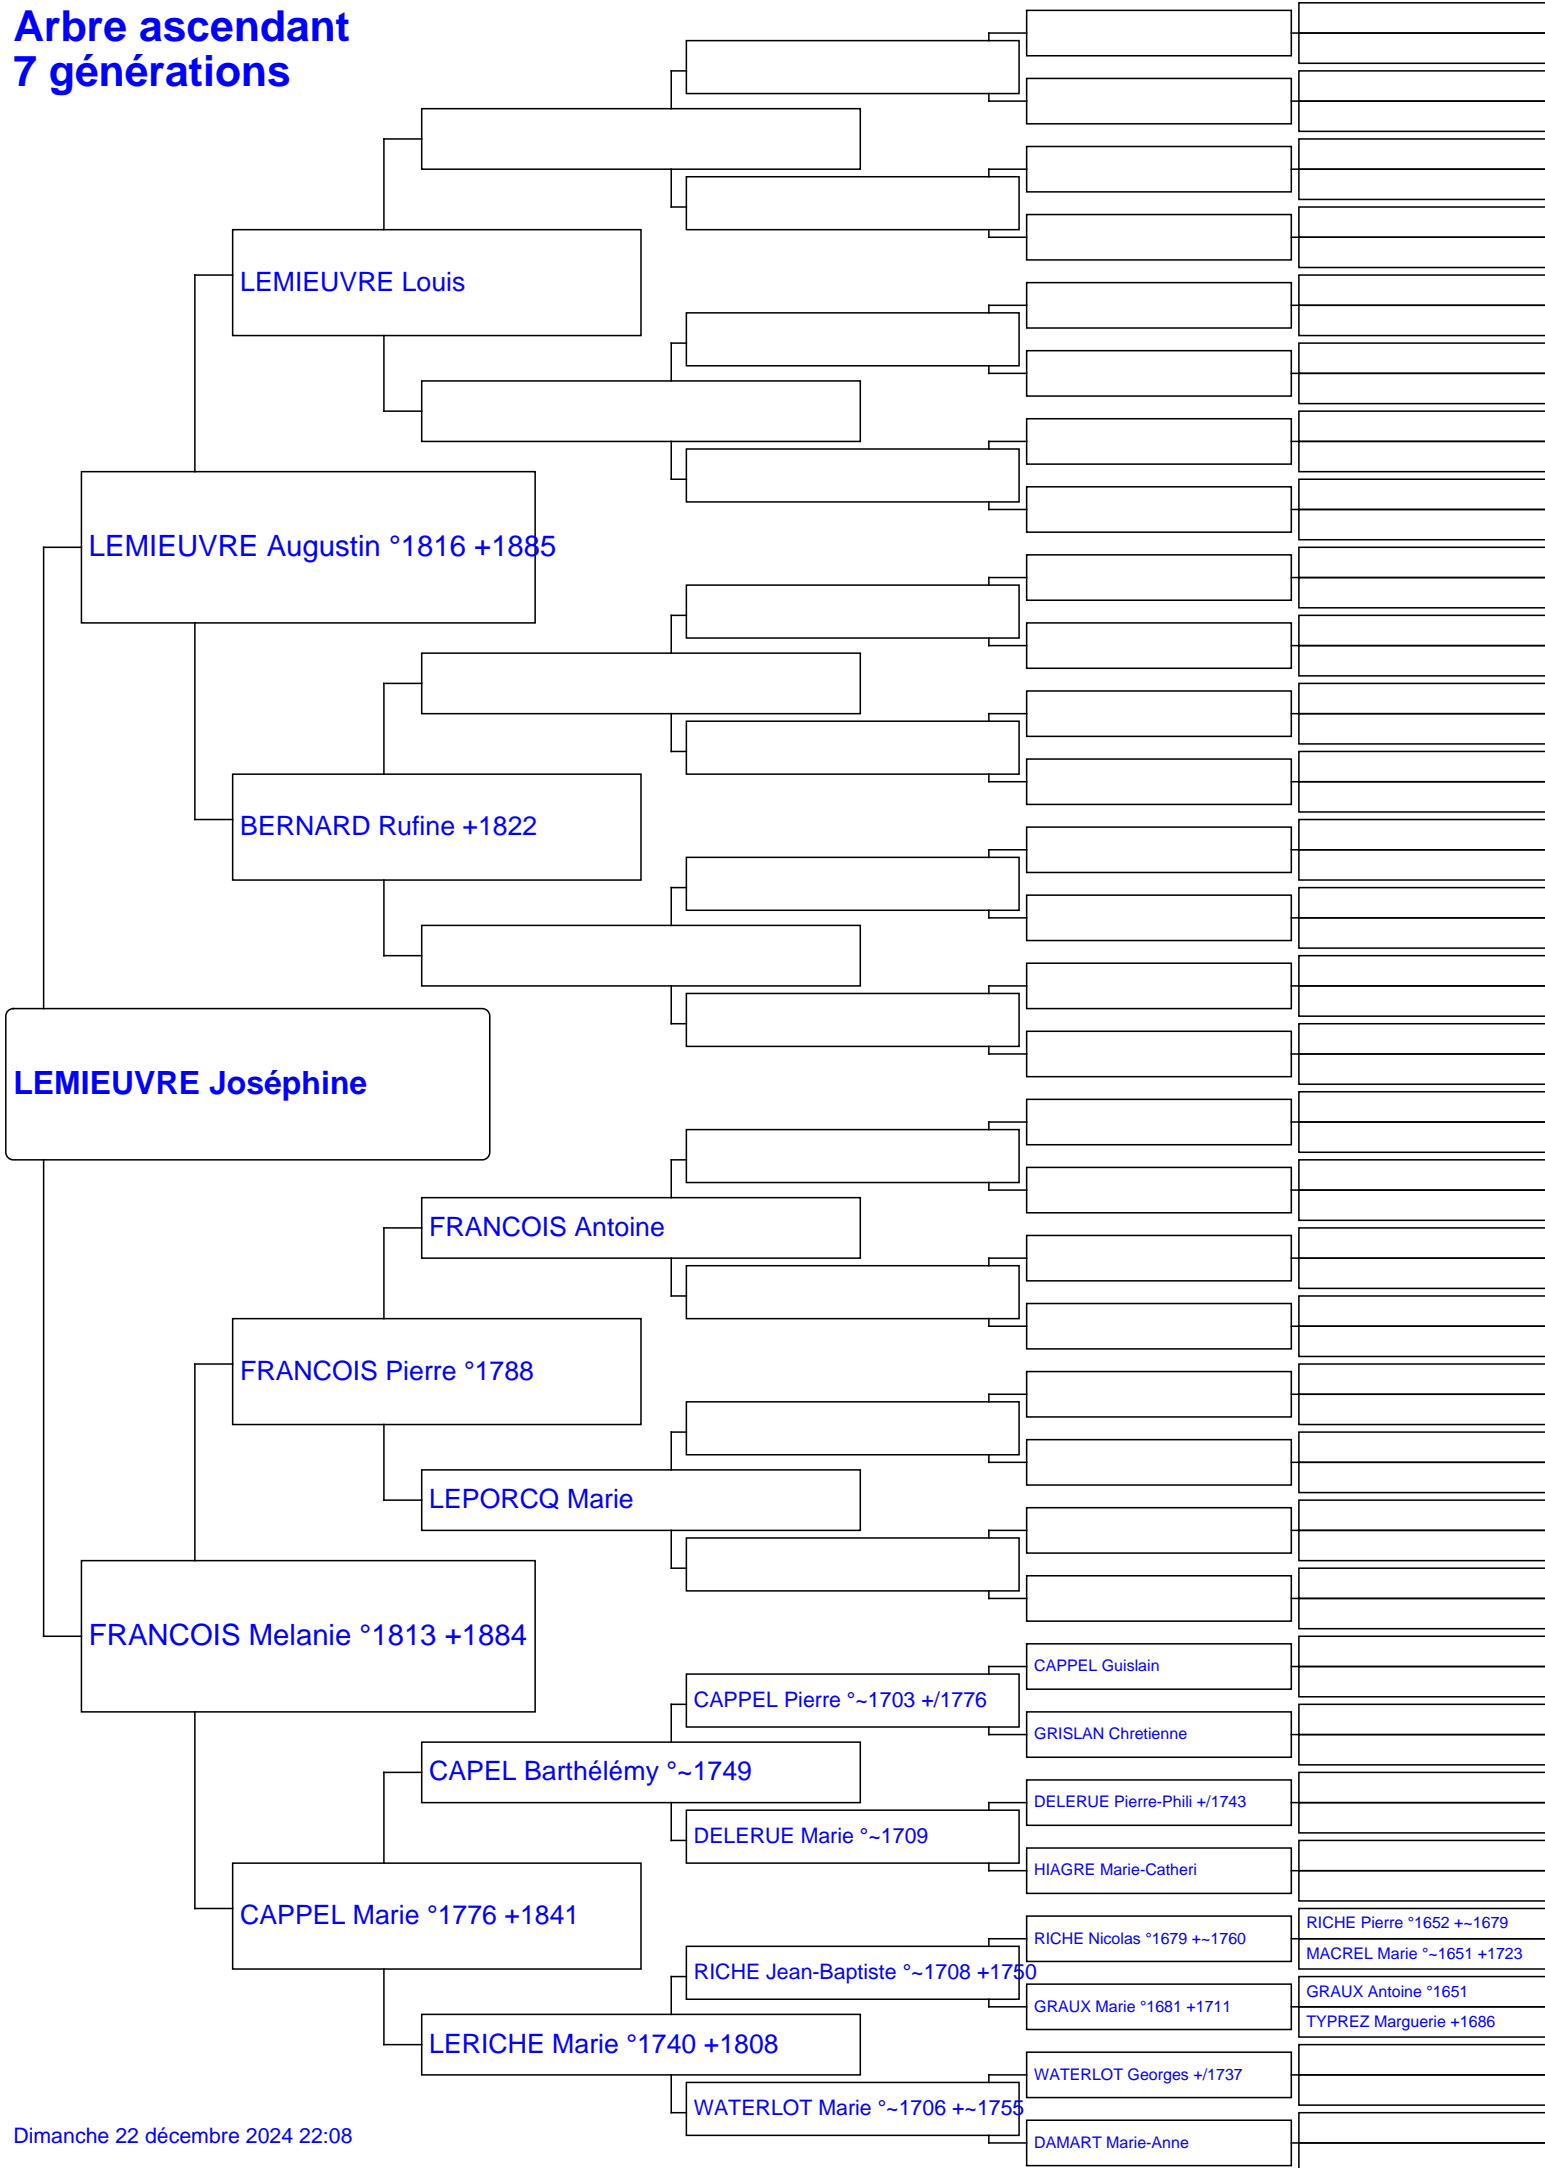 Arbre ascendant
7 générations
LEMIEUVRE Louis
LEMIEUVRE Augustin °1816 +1885
BERNARD Rufine +1822
LEMIEUVRE Joséphine
FRANCOIS Antoine
FRANCOIS Pierre °1788
LEPORCQ Marie
FRANCOIS Melanie °1813 +1884
CAPPEL Guislain
CAPPEL Pierre °~1703 +/1776
GRISLAN Chretienne
CAPEL Barthélémy °~1749
DELERUE Pierre-Phili +/1743
DELERUE Marie °~1709
HIAGRE Marie-Catheri
CAPPEL Marie °1776 +1841
RICHE Pierre °1652 +~1679
RICHE Nicolas °1679 +~1760
MACREL Marie °~1651 +1723
RICHE Jean-Baptiste °~1708 +1750
GRAUX Antoine °1651
GRAUX Marie °1681 +1711
TYPREZ Marguerie +1686
LERICHE Marie °1740 +1808
WATERLOT Georges +/1737
WATERLOT Marie °~1706 +~1755
DAMART Marie-Anne
Dimanche 22 décembre 2024 22:08